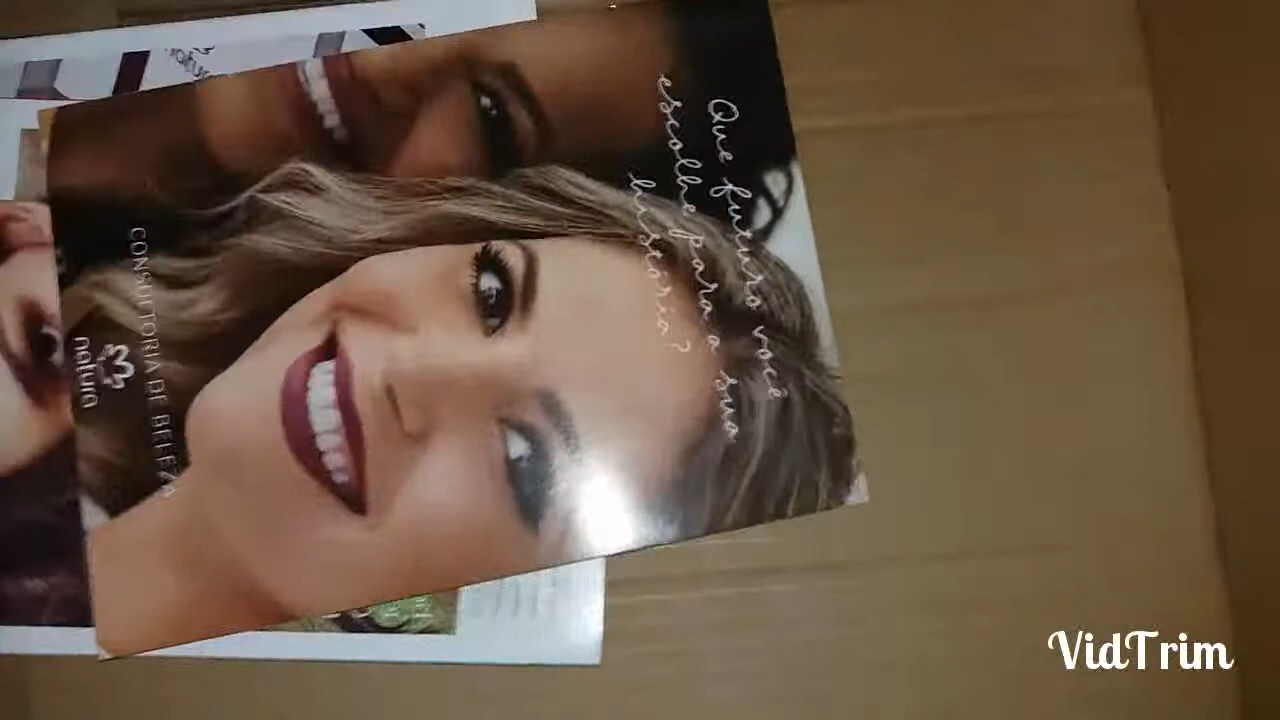 Que futuro você
escolhe para a sua
história?
CONSULTORIA DE BELEZA
natura
VidTrim